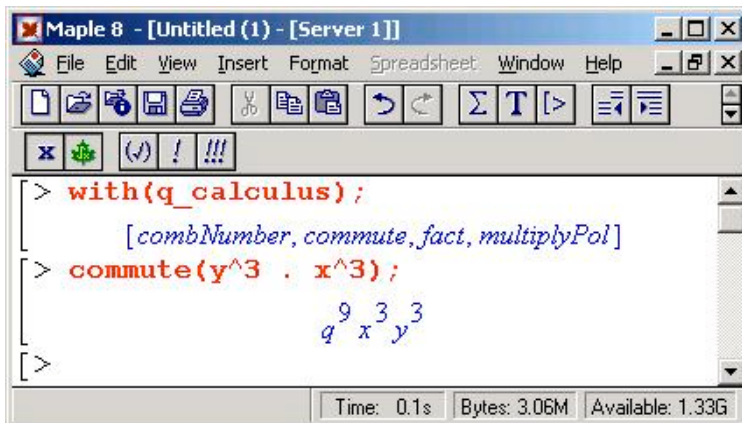 Maple 8 - [Untitled (1) - [Server 1]]
File Edit View Insert Format Spreadsheet Window Help
Σ T [>
x (√) ! !!!
[> with(q_calculus);
[combNumber, commute, fact, multiplyPol]
[> commute(y^3 . x^3);
q^9 x^3 y^3
[>
Time: 0.1s Bytes: 3.06M Available: 1.33G